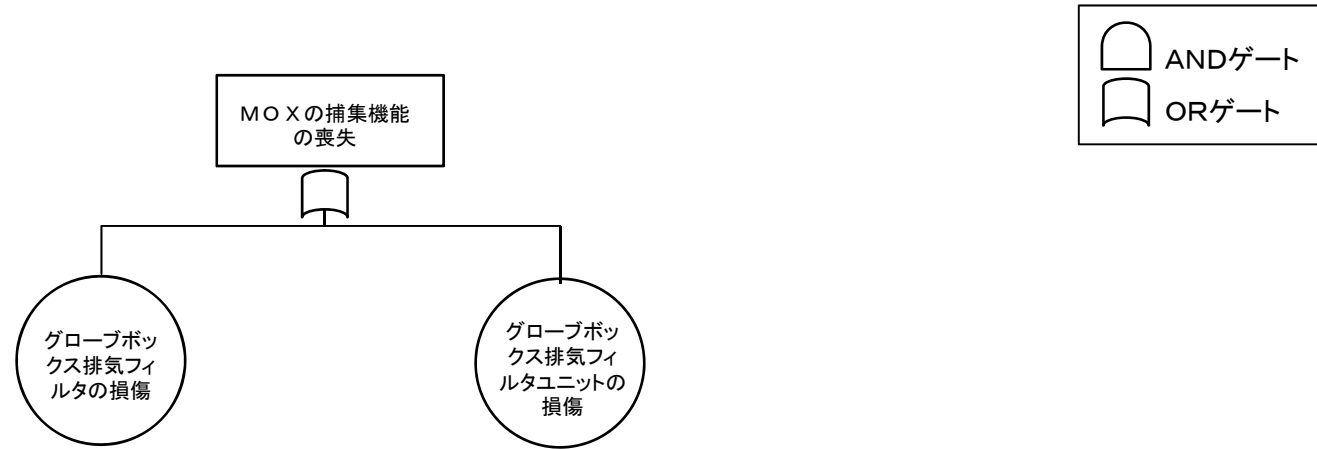 ANDゲート
ORゲート
ＭＯＸの捕集機能
の喪失
グローブボッ
クス排気フィ
ルタの損傷
グローブボッ
クス排気フィ
ルタユニットの
損傷